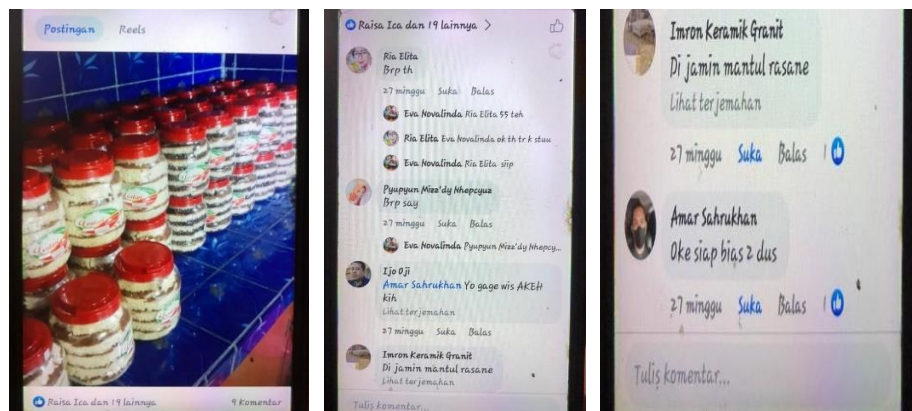 Postingan Reels
Raisa Ica dan 19 lainnya 9 Komentar
Raisa Ica dan 19 lainnya
Ria Elita
Brp th
27 minggu Suka Balas
Eva Novalinda Ria Elita 55 teh
Ria Elita Eva Novalinda ok th tr k stuu
Eva Novalinda Ria Elita siip
Pyupyun Mizz'dy Nhepcyuz
Brp say
27 minggu Suka Balas
Eva Novalinda Pyupyun Mizz'dy Nhepcy...
Ijo Oji
Amar Sahrukhan Yo gage wis AKEH
kih
Lihat terjemahan
27 minggu Suka Balas
Imron Keramik Granit
Di jamin mantul rasane
Lihat terjemahan
Tulis komentar...
Imron Keramik Granit
Di jamin mantul rasane
Lihat terjemahan
27 minggu Suka Balas 1
Amar Sahrukhan
Oke siap bias 2 dus
27 minggu Suka Balas 1
Tulis komentar...